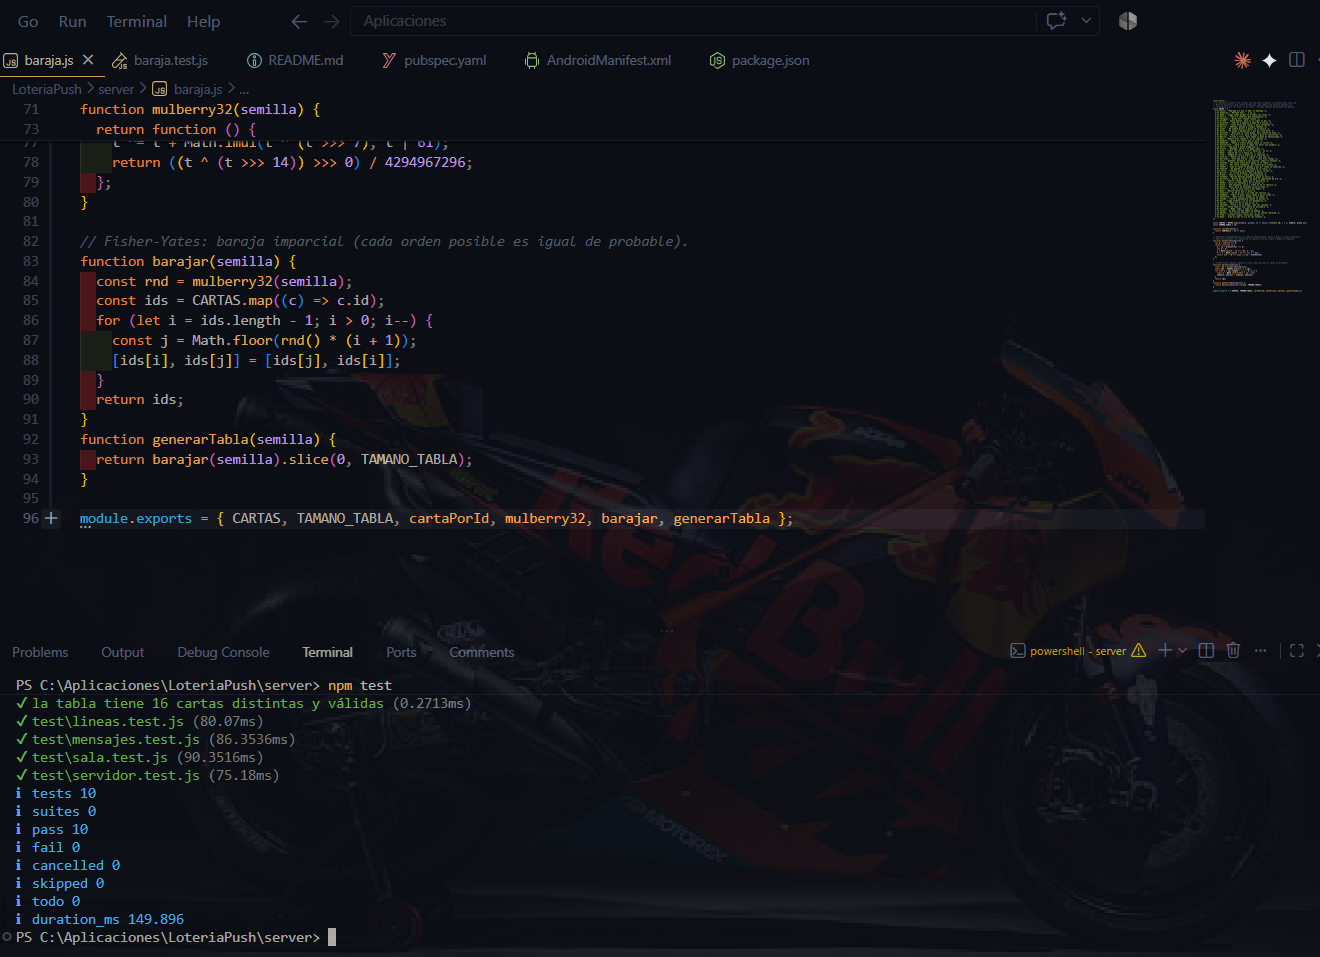 Go Run Terminal Help Aplicaciones
baraja.js baraja.test.js README.md pubspec.yaml AndroidManifest.xml package.json
LoteriaPush > server > baraja.js > ...
71 function mulberry32(semilla) {
73 return function () {
77 t ^= t + Math.imul(t ^ (t >>> 7), t | 61);
78 return ((t ^ (t >>> 14)) >>> 0) / 4294967296;
79 };
80 }
81
82 // Fisher-Yates: baraja imparcial (cada orden posible es igual de probable).
83 function barajar(semilla) {
84 const rnd = mulberry32(semilla);
85 const ids = CARTAS.map((c) => c.id);
86 for (let i = ids.length - 1; i > 0; i--) {
87 const j = Math.floor(rnd() * (i + 1));
88 [ids[i], ids[j]] = [ids[j], ids[i]];
89 }
90 return ids;
91 }
92 function generarTabla(semilla) {
93 return barajar(semilla).slice(0, TAMANO_TABLA);
94 }
95
96 module.exports = { CARTAS, TAMANO_TABLA, cartaPorId, mulberry32, barajar, generarTabla };
Problems Output Debug Console Terminal Ports Comments powershell - server
PS C:\Aplicaciones\LoteriaPush\server> npm test
✓ la tabla tiene 16 cartas distintas y válidas (0.2713ms)
✓ test\lineas.test.js (80.07ms)
✓ test\mensajes.test.js (86.3536ms)
✓ test\sala.test.js (90.3516ms)
✓ test\servidor.test.js (75.18ms)
ℹ tests 10
ℹ suites 0
ℹ pass 10
ℹ fail 0
ℹ cancelled 0
ℹ skipped 0
ℹ todo 0
ℹ duration_ms 149.896
PS C:\Aplicaciones\LoteriaPush\server>
Red Bull
KTM
MOTOREX